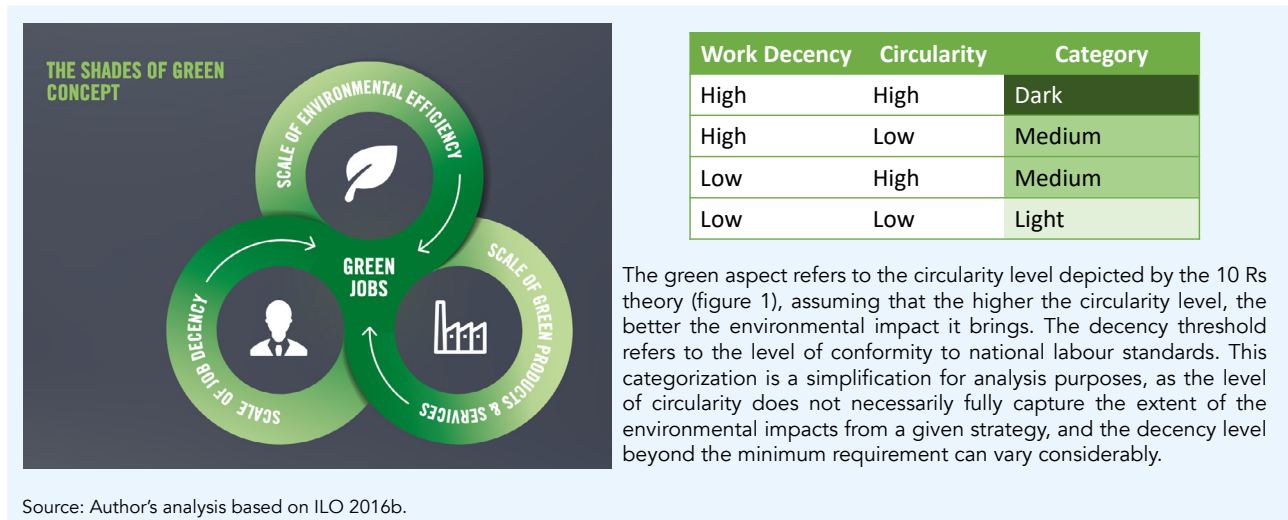 THE SHADES OF GREEN
CONCEPT
SCALE OF ENVIRONMENTAL EFFICIENCY
GREEN
JOBS
SCALE OF JOB DECENCY
SCALE OF GREEN PRODUCTS & SERVICES
Work Decency Circularity Category
High High Dark
High Low Medium
Low High Medium
Low Low Light
The green aspect refers to the circularity level depicted by the 10 Rs
theory (figure 1), assuming that the higher the circularity level, the
better the environmental impact it brings. The decency threshold
refers to the level of conformity to national labour standards. This
categorization is a simplification for analysis purposes, as the level
of circularity does not necessarily fully capture the extent of the
environmental impacts from a given strategy, and the decency level
beyond the minimum requirement can vary considerably.
Source: Author’s analysis based on ILO 2016b.